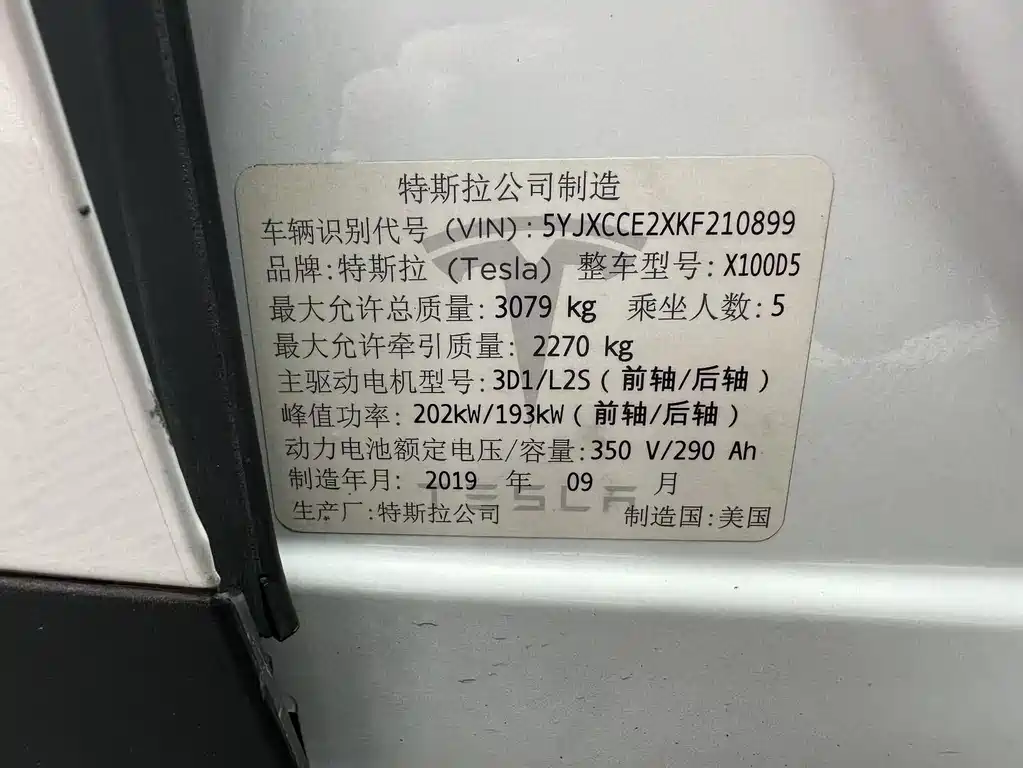 特斯拉公司制造
车辆识别代号 (VIN): 5YJXCCE2XKF210899
品牌:特斯拉 (Tesla) 整车型号: X100D5
最大允许总质量: 3079 kg 乘坐人数: 5
最大允许牵引质量: 2270 kg
主驱动电机型号: 3D1/L2S (前轴/后轴)
峰值功率: 202kW/193kW (前轴/后轴)
动力电池额定电压/容量: 350 V/290 Ah
制造年月: 2019 年 09 月
TESLA
生产厂:特斯拉公司 制造国:美国